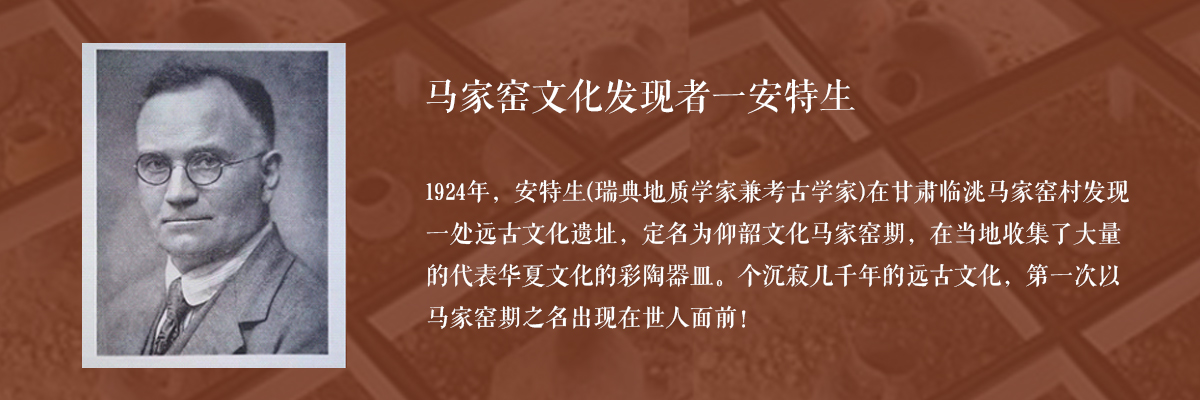 马家窑文化发现者一安特生
1924年，安特生(瑞典地质学家兼考古学家)在甘肃临洮马家窑村发现
一处远古文化遗址，定名为仰韶文化马家窑期，在当地收集了大量
的代表华夏文化的彩陶器皿。个沉寂几千年的远古文化，第一次以
马家窑期之名出现在世人面前！